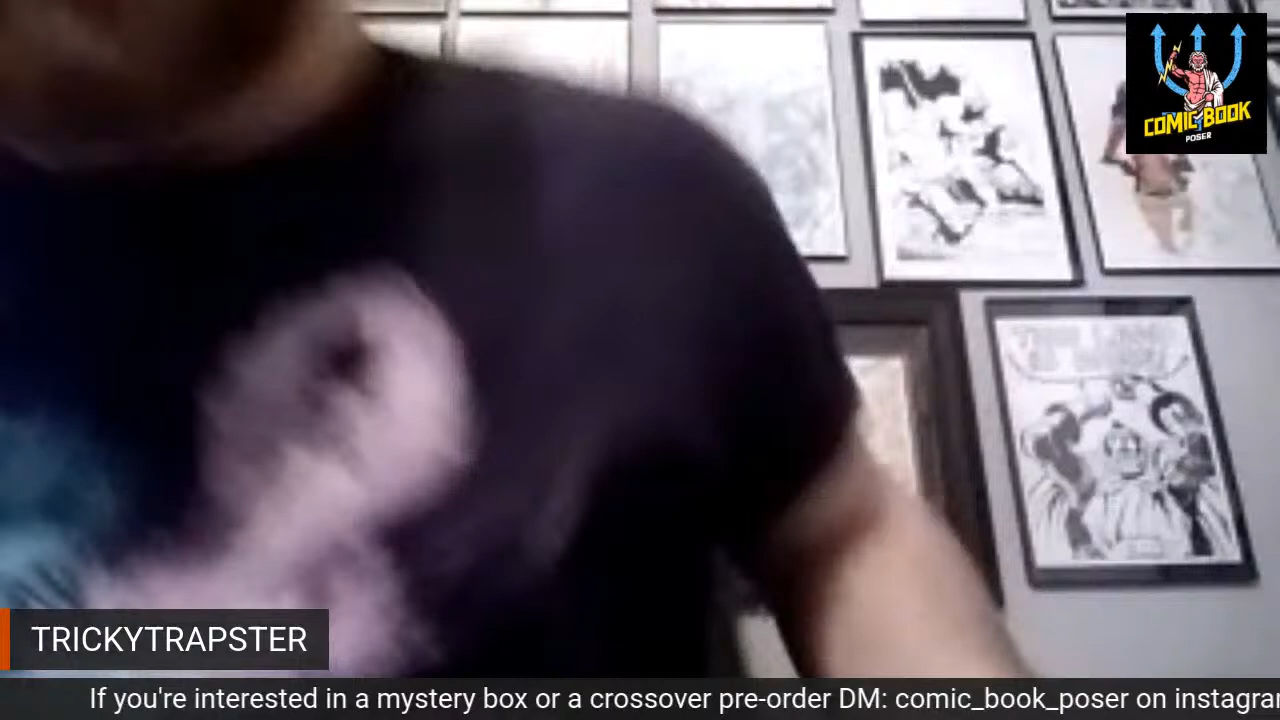 COMIC BOOK
POSER
TRICKYTRAPSTER
If you're interested in a mystery box or a crossover pre-order DM: comic_book_poser on instagra